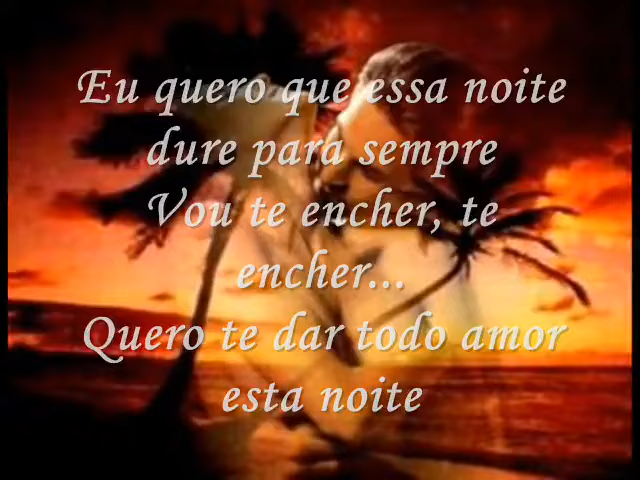 Eu quero que essa noite
dure para sempre
Vou te encher, te
encher...
Quero te dar todo amor
esta noite